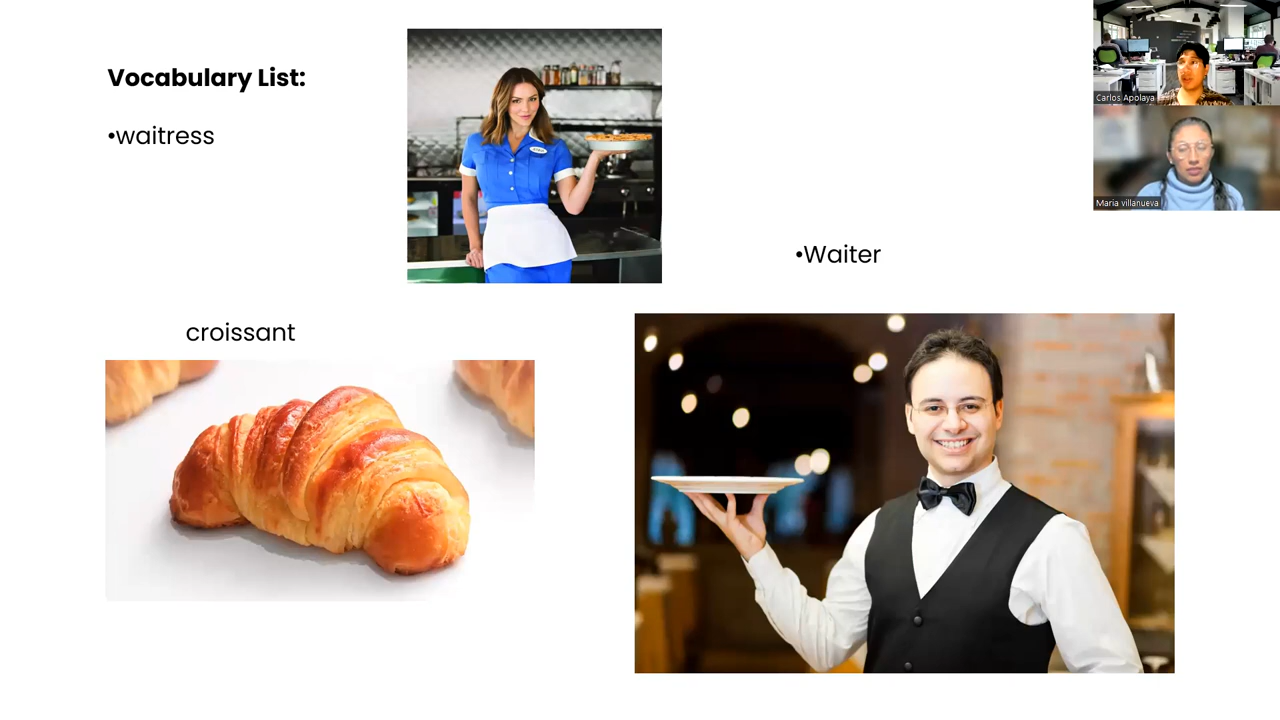 Vocabulary List:
•waitress
•Waiter
croissant
Carlos Apolaya
Maria villanueva